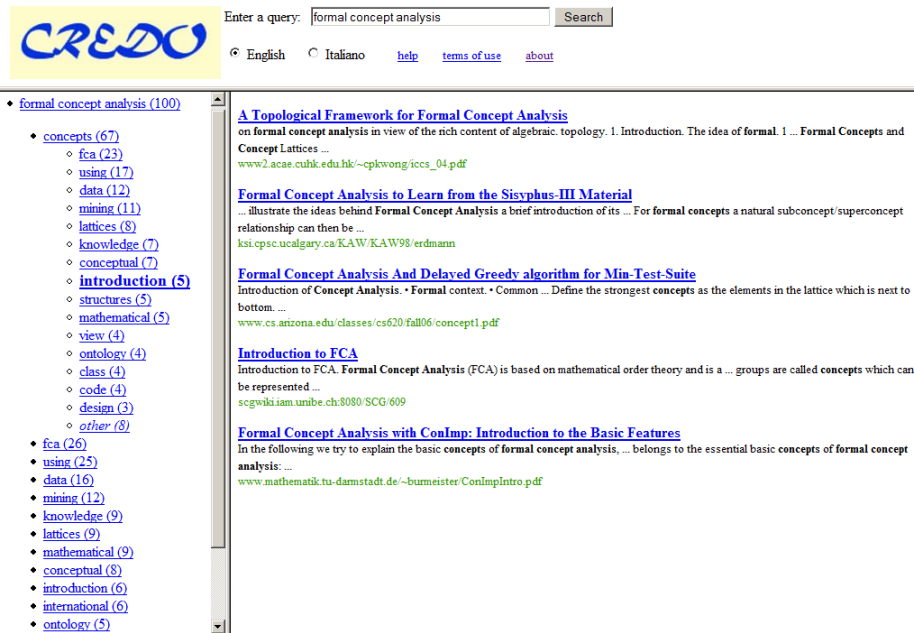 CREDO
Enter a query: formal concept analysis Search
English Italiano help terms of use about
formal concept analysis (100)
concepts (67)
fca (23)
using (17)
data (12)
mining (11)
lattices (8)
knowledge (7)
conceptual (7)
introduction (5)
structures (5)
mathematical (5)
view (4)
ontology (4)
class (4)
code (4)
design (3)
other (8)
fca (26)
using (25)
data (16)
mining (12)
knowledge (9)
lattices (9)
mathematical (9)
conceptual (8)
introduction (6)
international (6)
ontology (5)
A Topological Framework for Formal Concept Analysis
on formal concept analysis in view of the rich content of algebraic. topology. 1. Introduction. The idea of formal. 1 ... Formal Concepts and
Concept Lattices ...
www2.acae.cuhk.edu.hk/~cpkwong/iccs_04.pdf
Formal Concept Analysis to Learn from the Sisyphus-III Material
... illustrate the ideas behind Formal Concept Analysis a brief introduction of its ... For formal concepts a natural subconcept/superconcept
relationship can then be ...
ksi.cpsc.ucalgary.ca/KAW/KAW98/erdmann
Formal Concept Analysis And Delayed Greedy algorithm for Min-Test-Suite
Introduction of Concept Analysis. • Formal context. • Common ... Define the strongest concepts as the elements in the lattice which is next to
bottom. ...
www.cs.arizona.edu/classes/cs620/fall06/concept1.pdf
Introduction to FCA
Introduction to FCA. Formal Concept Analysis (FCA) is based on mathematical order theory and is a ... groups are called concepts which can
be represented ...
scgwiki.iam.unibe.ch:8080/SCG/609
Formal Concept Analysis with ConImp: Introduction to the Basic Features
In the following we try to explain the basic concepts of formal concept analysis, ... belongs to the essential basic concepts of formal concept
analysis: ...
www.mathematik.tu-darmstadt.de/~burmeister/ConImpIntro.pdf